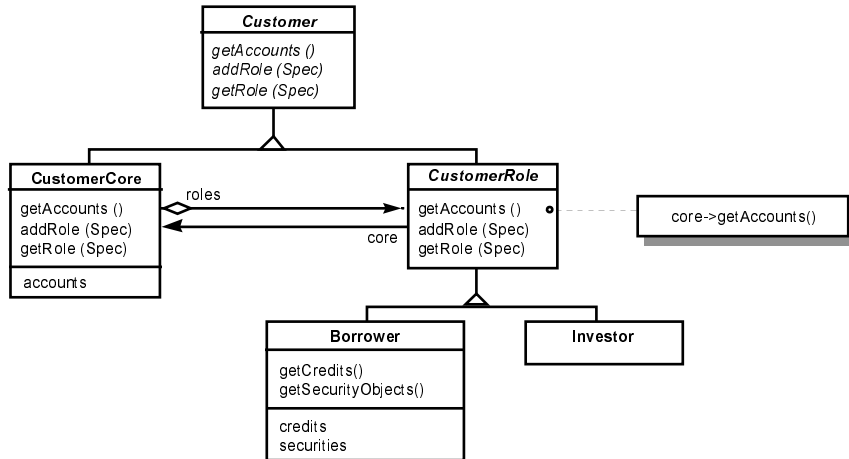 Customer
getAccounts ()
addRole (Spec)
getRole (Spec)
CustomerCore
getAccounts ()
addRole (Spec)
getRole (Spec)
accounts
roles
core
CustomerRole
getAccounts ()
addRole (Spec)
getRole (Spec)
core->getAccounts()
Borrower
getCredits()
getSecurityObjects()
credits
securities
Investor